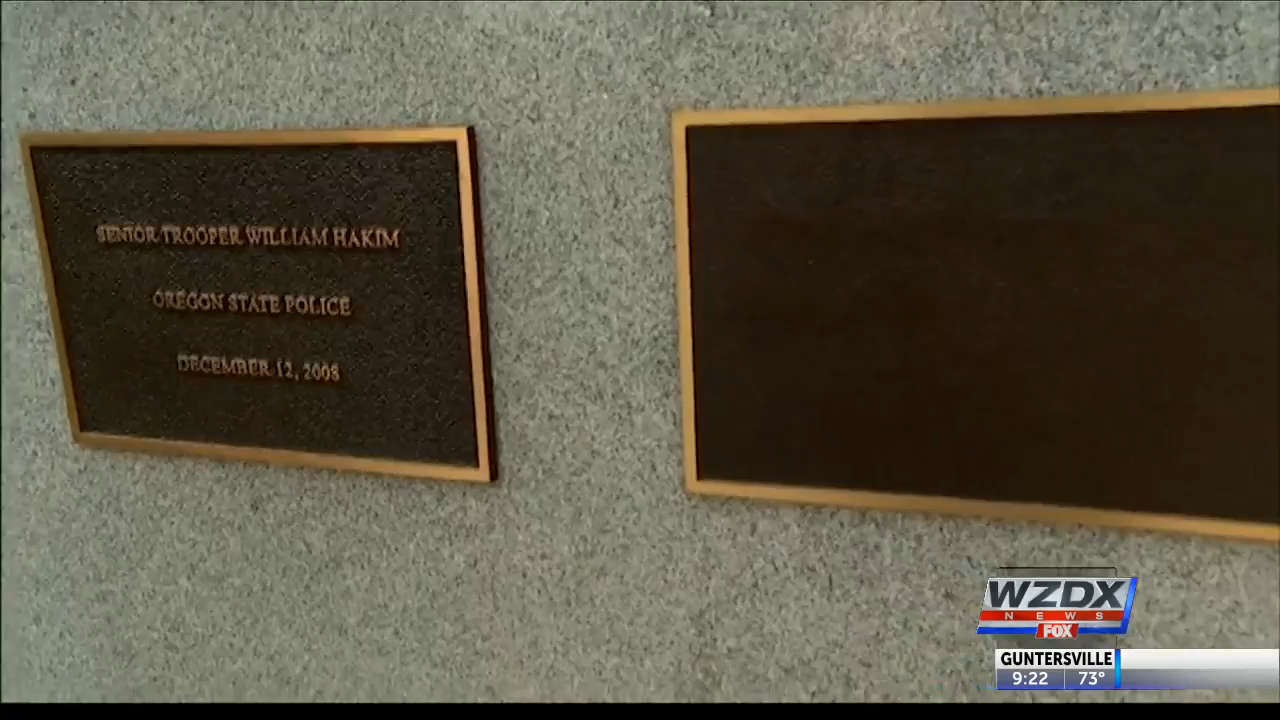 SENIOR TROOPER WILLIAM HAKIM
OREGON STATE POLICE
DECEMBER 12, 2008
WZDX
NEWS
FOX
GUNTERSVILLE
9:22 73°